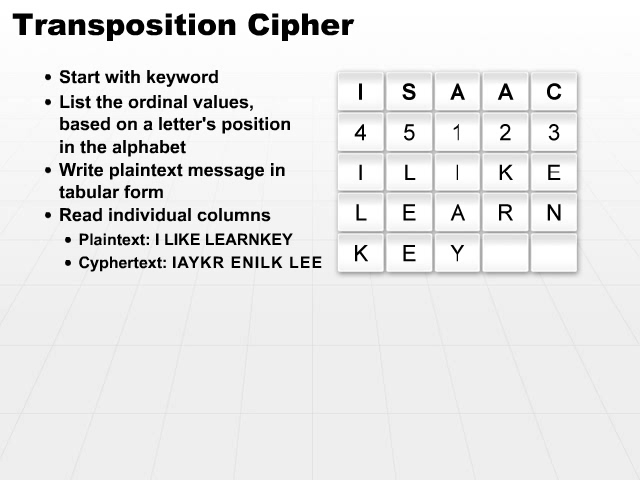 Transposition Cipher
• Start with keyword
• List the ordinal values,
based on a letter's position
in the alphabet
• Write plaintext message in
tabular form
• Read individual columns
• Plaintext: I LIKE LEARNKEY
• Cyphertext: IAYKR ENILK LEE
I S A A C
4 5 1 2 3
I L I K E
L E A R N
K E Y